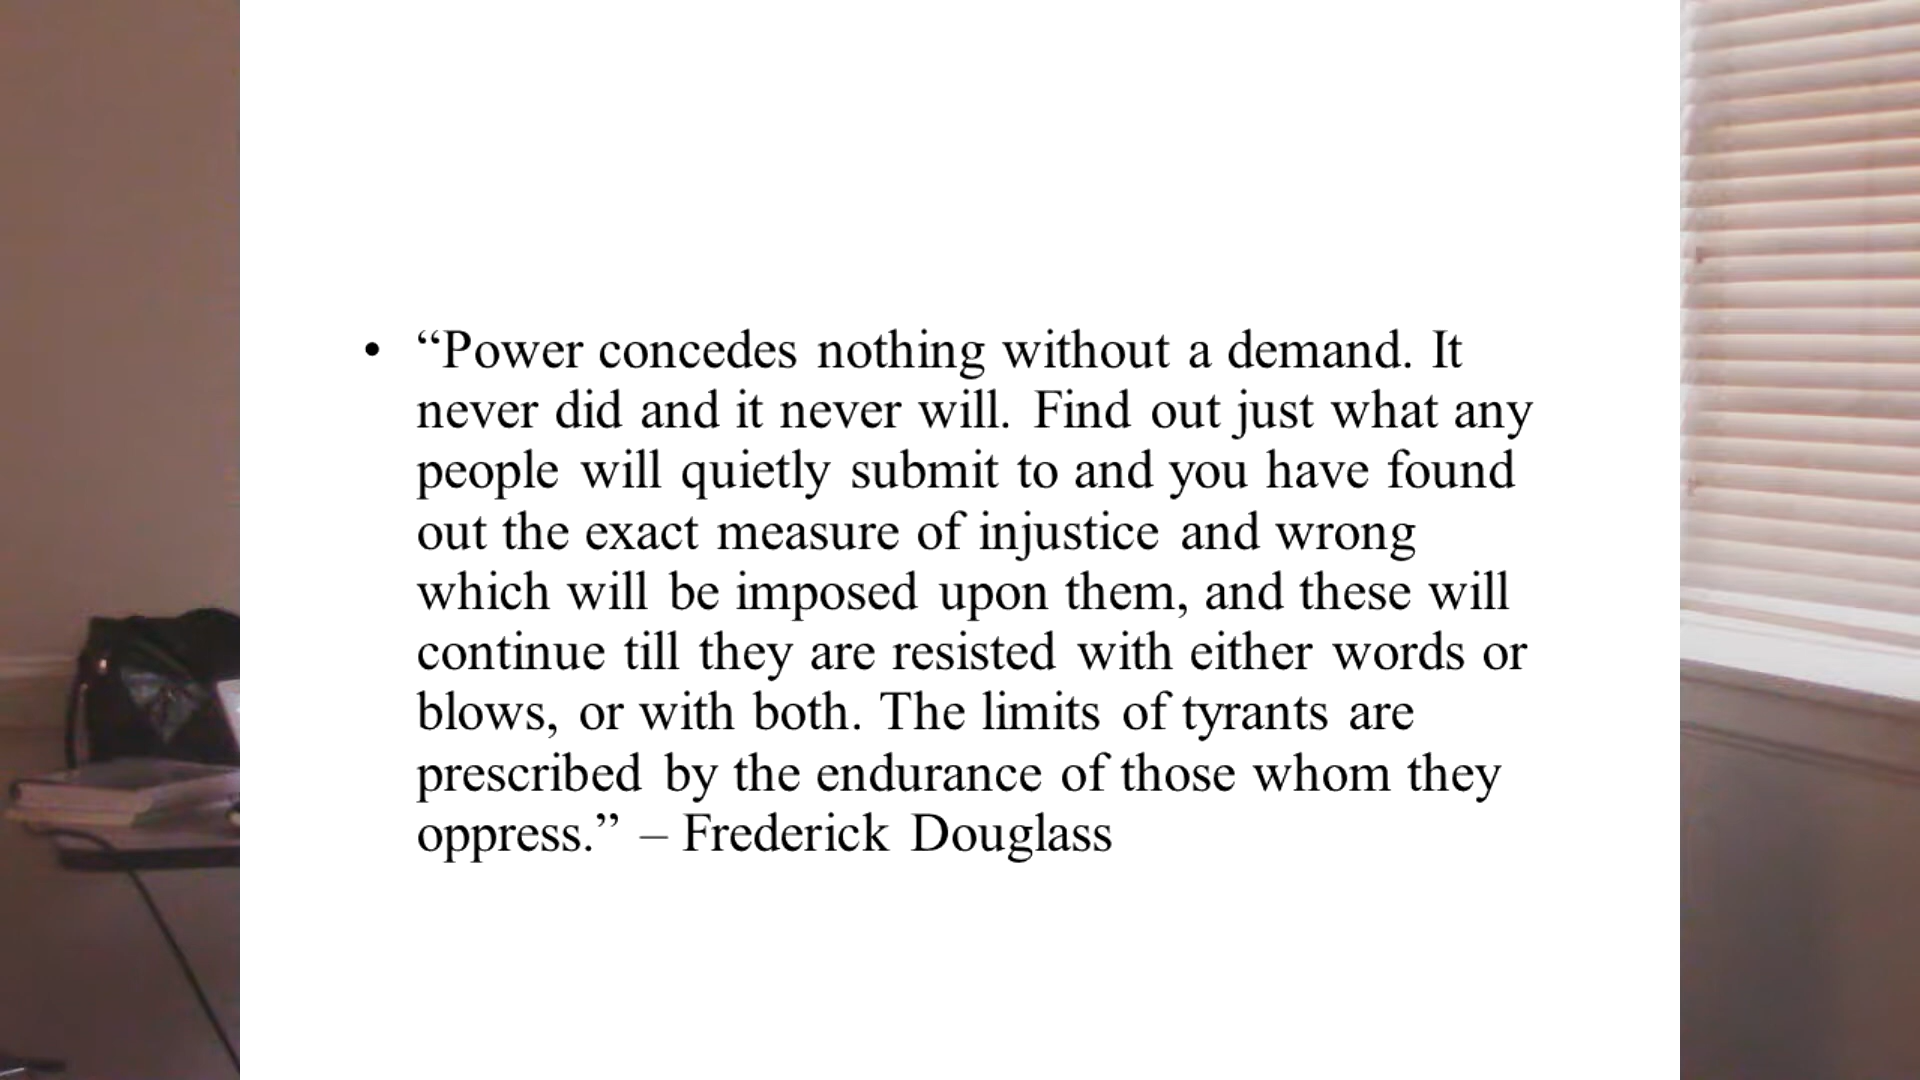 • “Power concedes nothing without a demand. It
never did and it never will. Find out just what any
people will quietly submit to and you have found
out the exact measure of injustice and wrong
which will be imposed upon them, and these will
continue till they are resisted with either words or
blows, or with both. The limits of tyrants are
prescribed by the endurance of those whom they
oppress.” – Frederick Douglass